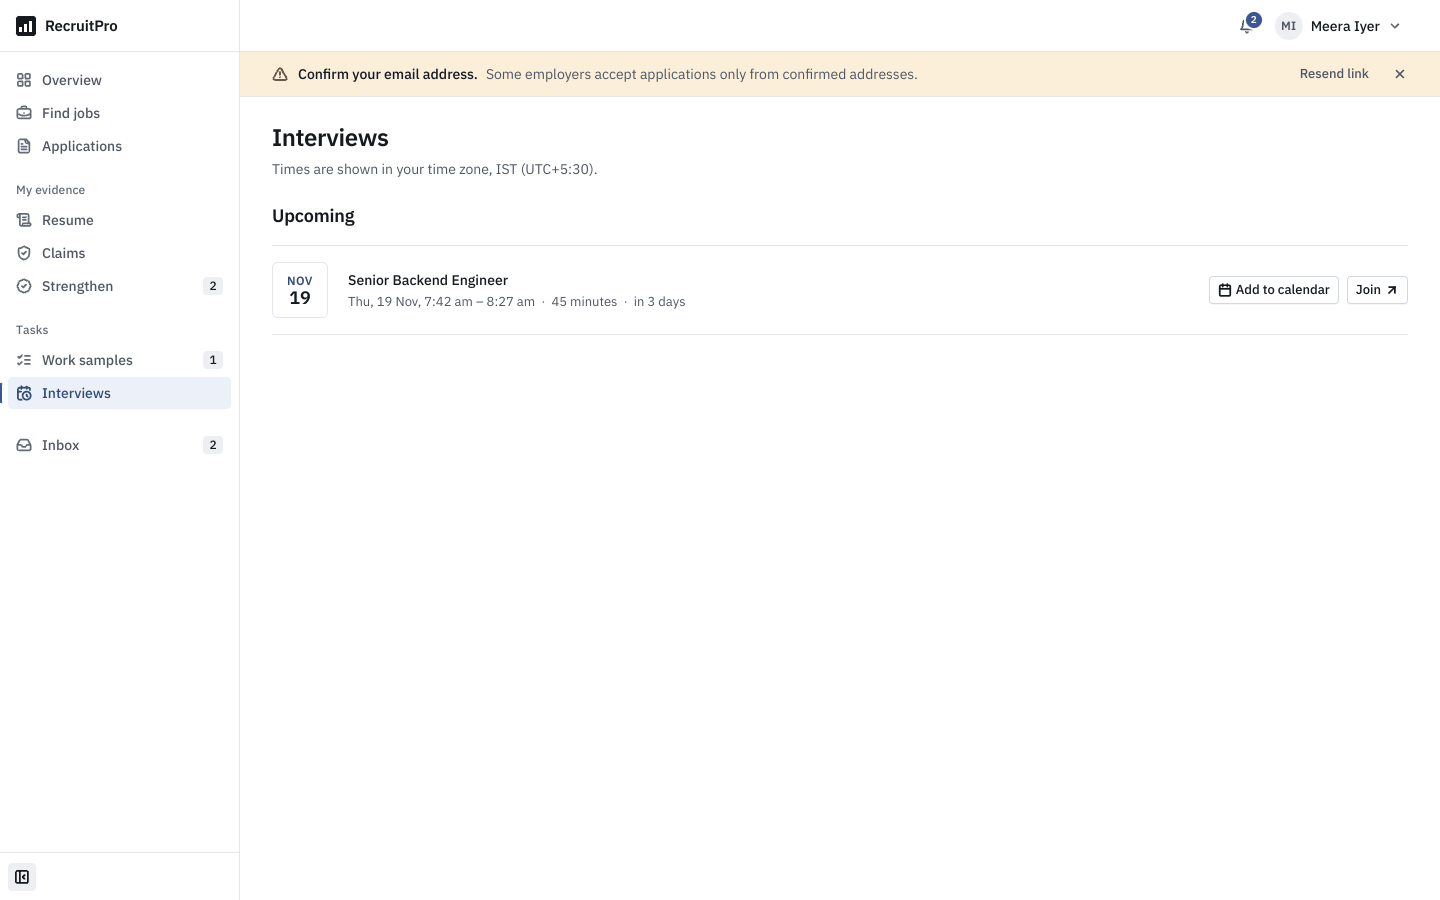 RecruitPro
2
MI
Meera Iyer
Confirm your email address. Some employers accept applications only from confirmed addresses.
Resend link
Overview
Find jobs
Applications
My evidence
Resume
Claims
Strengthen 2
Tasks
Work samples 1
Interviews
Inbox 2
Interviews
Times are shown in your time zone, IST (UTC+5:30).
Upcoming
NOV
19
Senior Backend Engineer
Thu, 19 Nov, 7:42 am – 8:27 am · 45 minutes · in 3 days
Add to calendar
Join